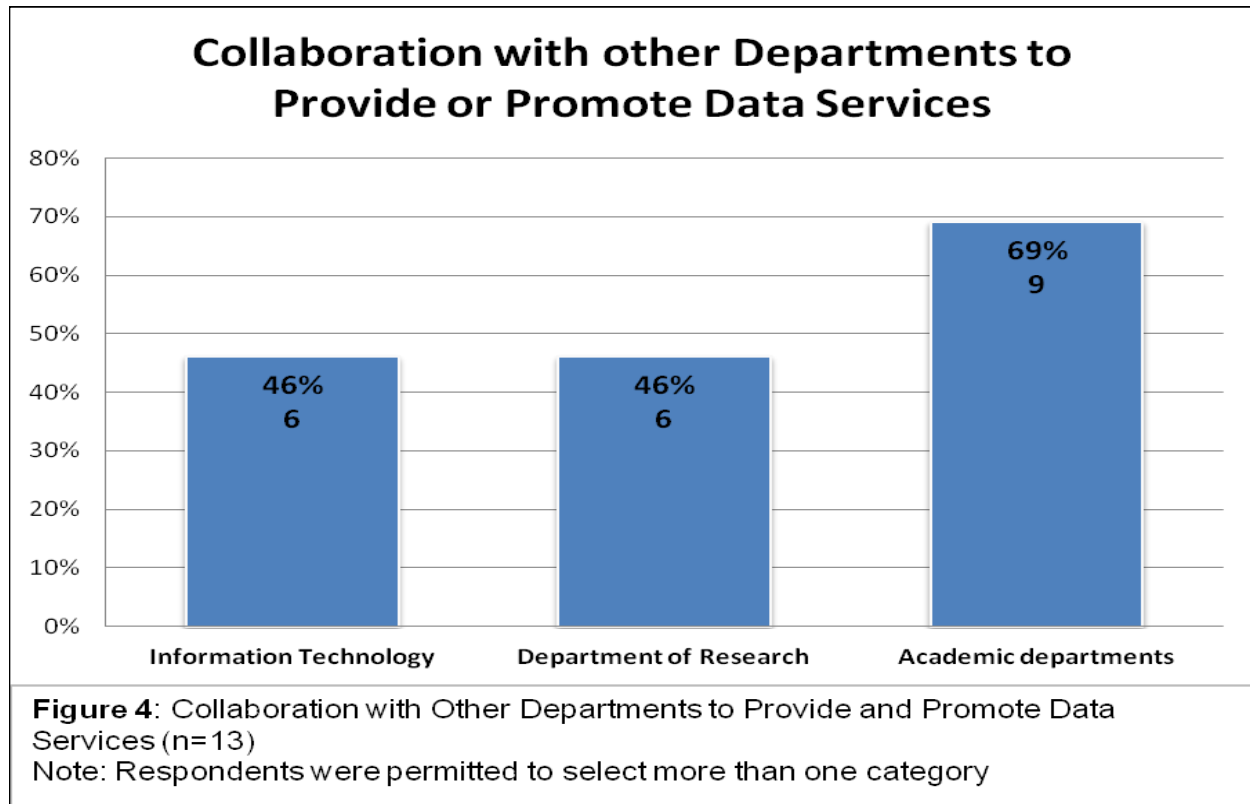 Collaboration with other Departments to
Provide or Promote Data Services
80%
70%
60%
50%
40%
30%
20%
10%
0%
46%
6
46%
6
69%
9
Information Technology
Department of Research
Academic departments
Figure 4: Collaboration with Other Departments to Provide and Promote Data
Services (n=13)
Note: Respondents were permitted to select more than one category